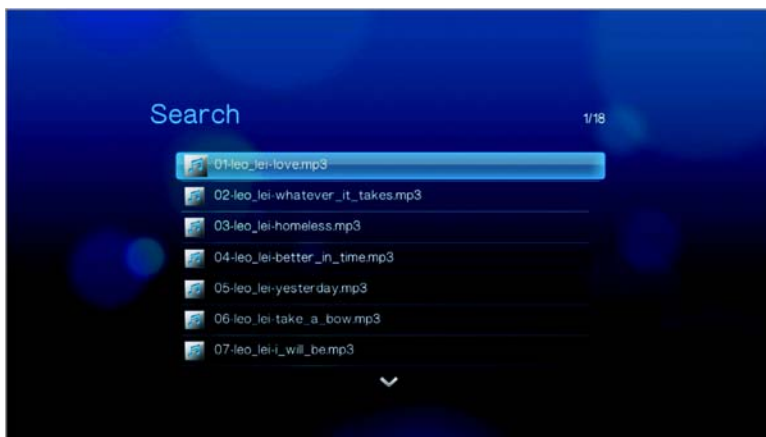 Search
1/18
01-leo_lei-love.mp3
02-leo_lei-whatever_it_takes.mp3
03-leo_lei-homeless.mp3
04-leo_lei-better_in_time.mp3
05-leo_lei-yesterday.mp3
06-leo_lei-take_a_bow.mp3
07-leo_lei-i_will_be.mp3